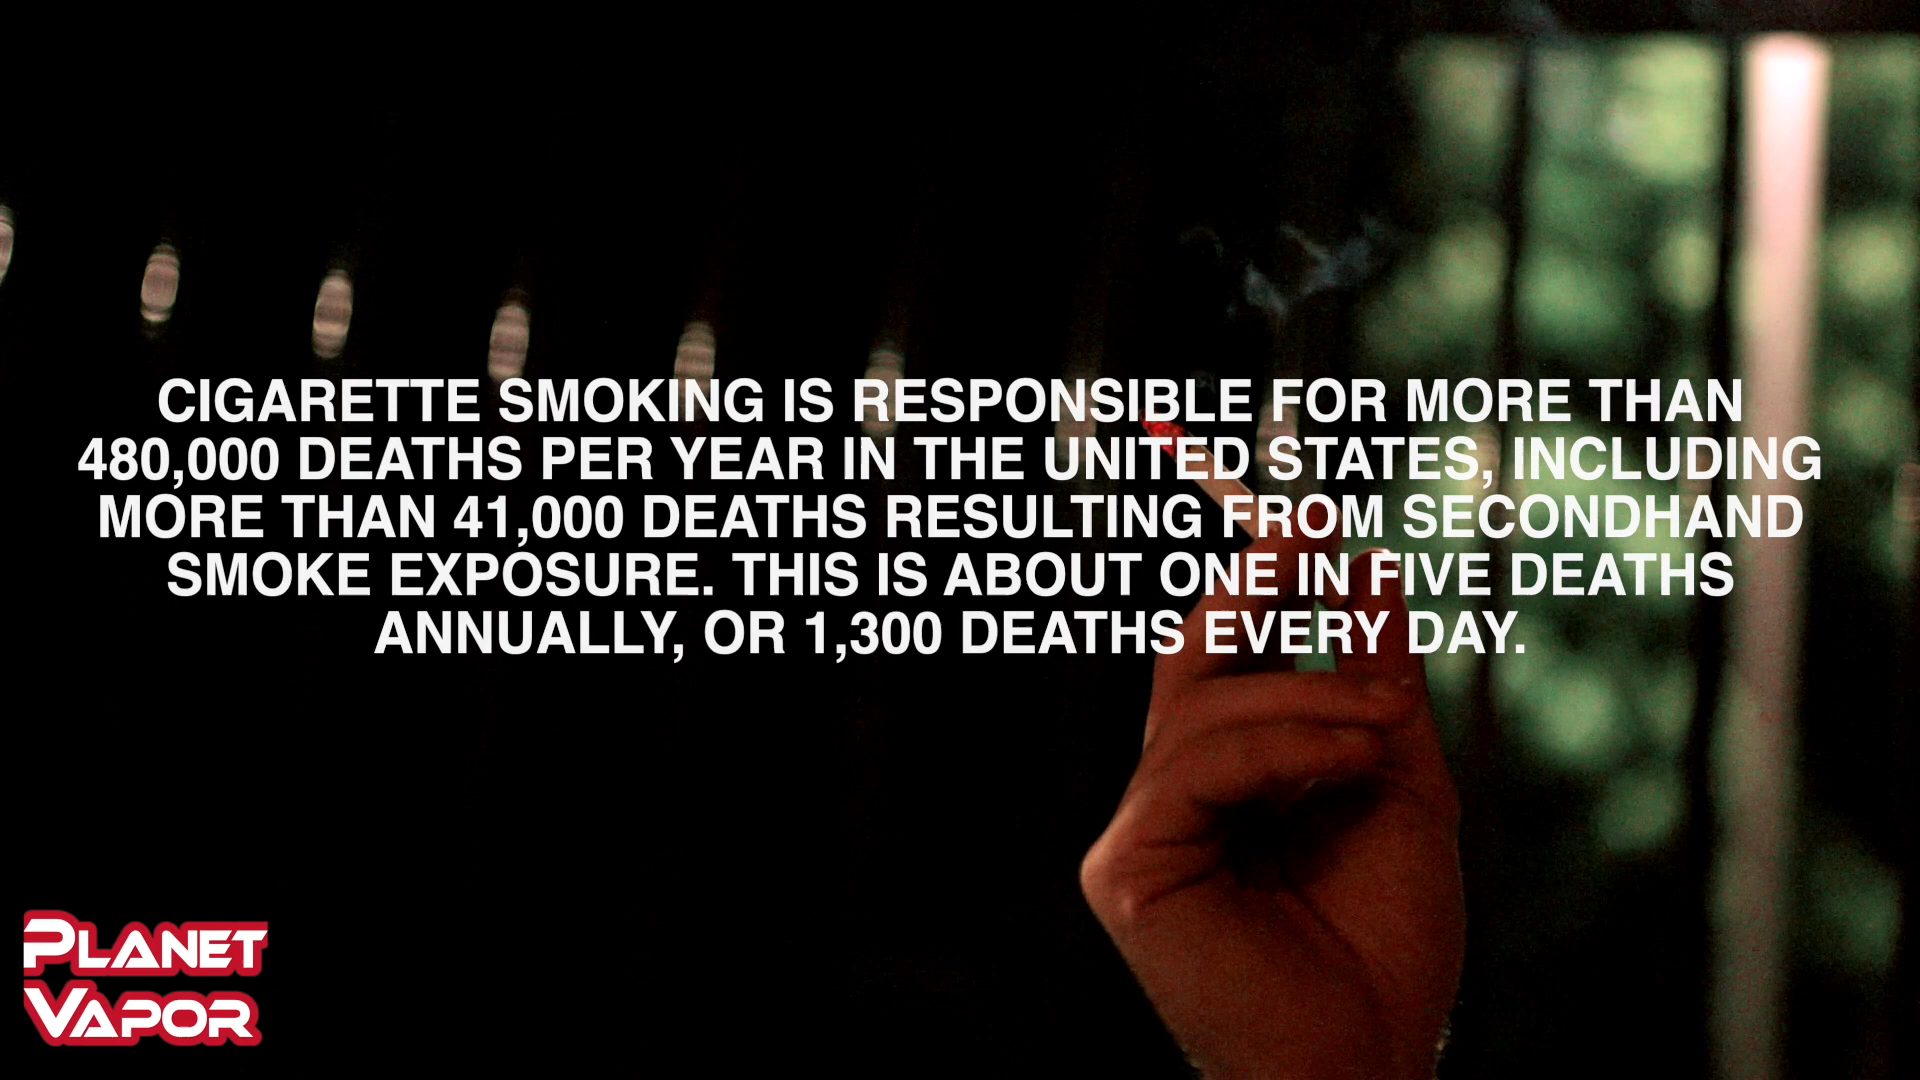 CIGARETTE SMOKING IS RESPONSIBLE FOR MORE THAN
480,000 DEATHS PER YEAR IN THE UNITED STATES, INCLUDING
MORE THAN 41,000 DEATHS RESULTING FROM SECONDHAND
SMOKE EXPOSURE. THIS IS ABOUT ONE IN FIVE DEATHS
ANNUALLY, OR 1,300 DEATHS EVERY DAY.
PLANET
VAPOR